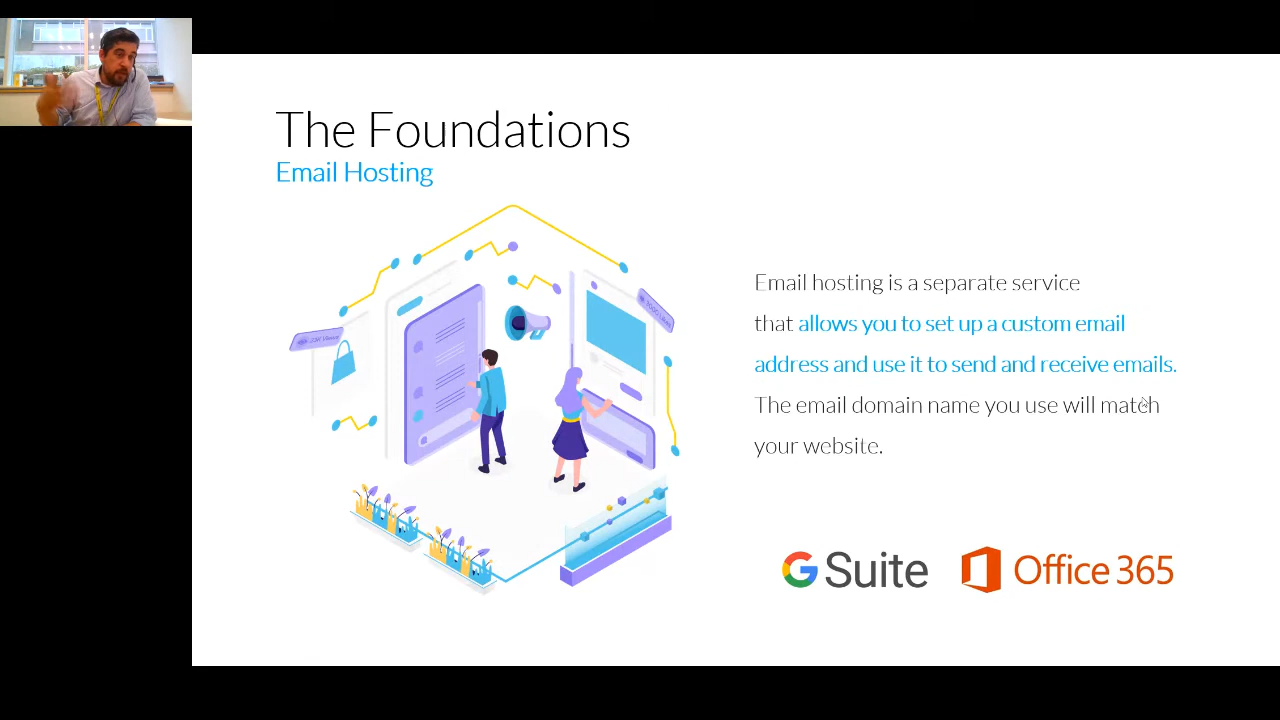 The Foundations
Email Hosting
Email hosting is a separate service
that allows you to set up a custom email
address and use it to send and receive emails.
The email domain name you use will match
your website.
G Suite
Office 365